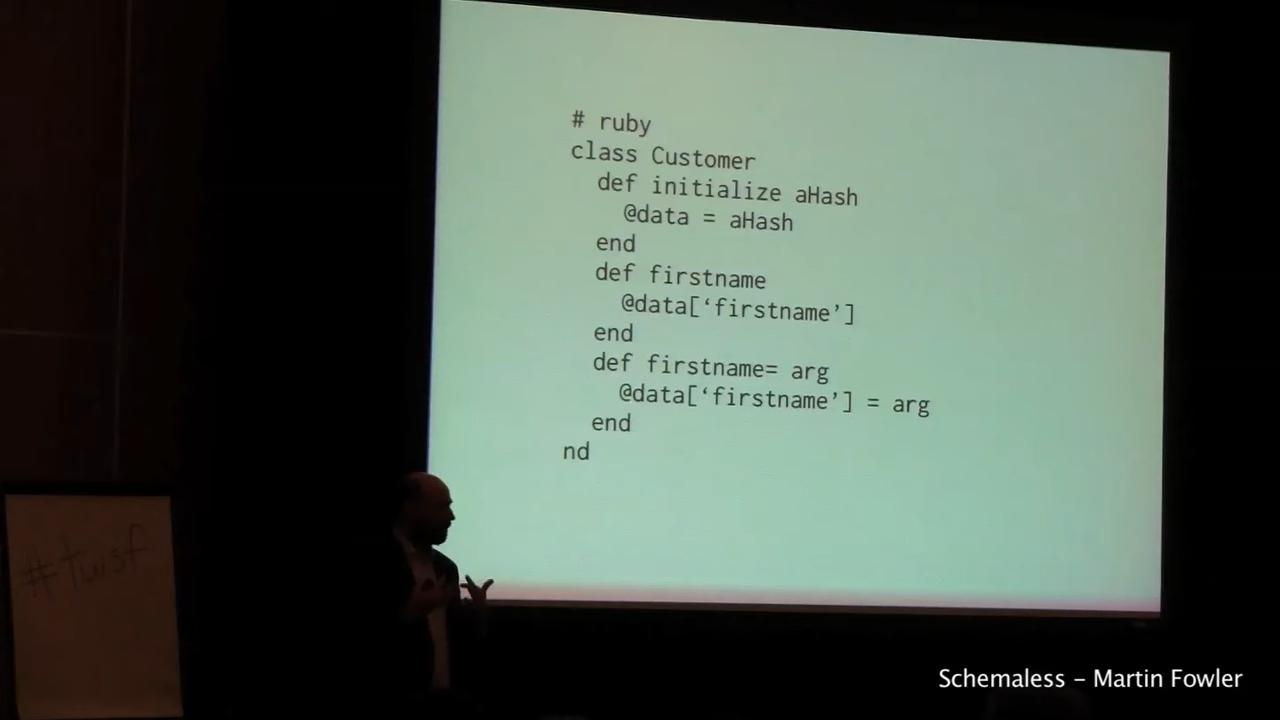 # ruby
class Customer
def initialize aHash
@data = aHash
end
def firstname
@data[‘firstname’]
end
def firstname= arg
@data[‘firstname’] = arg
end
nd
#twsf
Schemaless – Martin Fowler